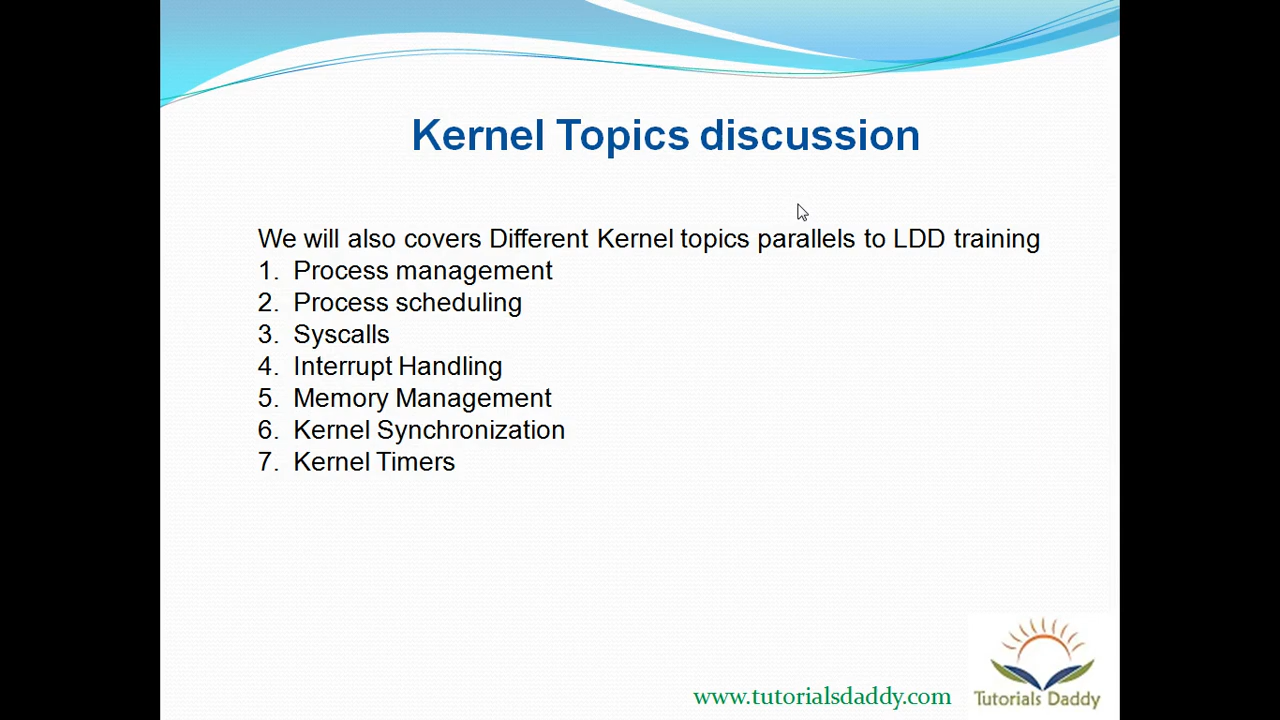 Kernel Topics discussion
We will also covers Different Kernel topics parallels to LDD training
1. Process management
2. Process scheduling
3. Syscalls
4. Interrupt Handling
5. Memory Management
6. Kernel Synchronization
7. Kernel Timers
www.tutorialsdaddy.com
Tutorials Daddy